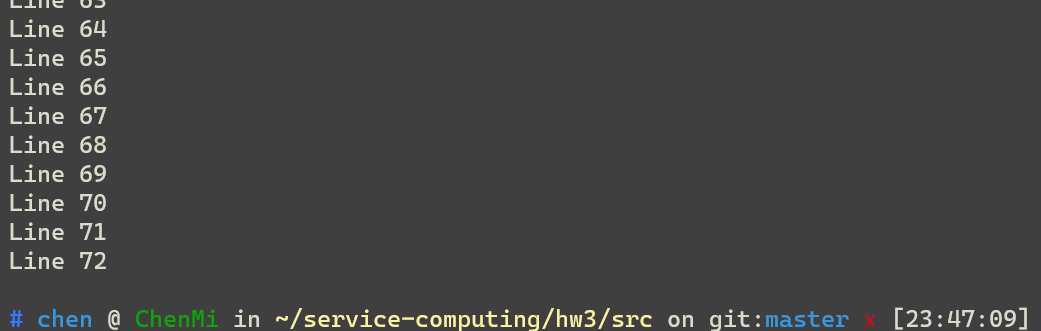 Line 63
Line 64
Line 65
Line 66
Line 67
Line 68
Line 69
Line 70
Line 71
Line 72
# chen @ ChenMi in ~/service-computing/hw3/src on git:master x [23:47:09]